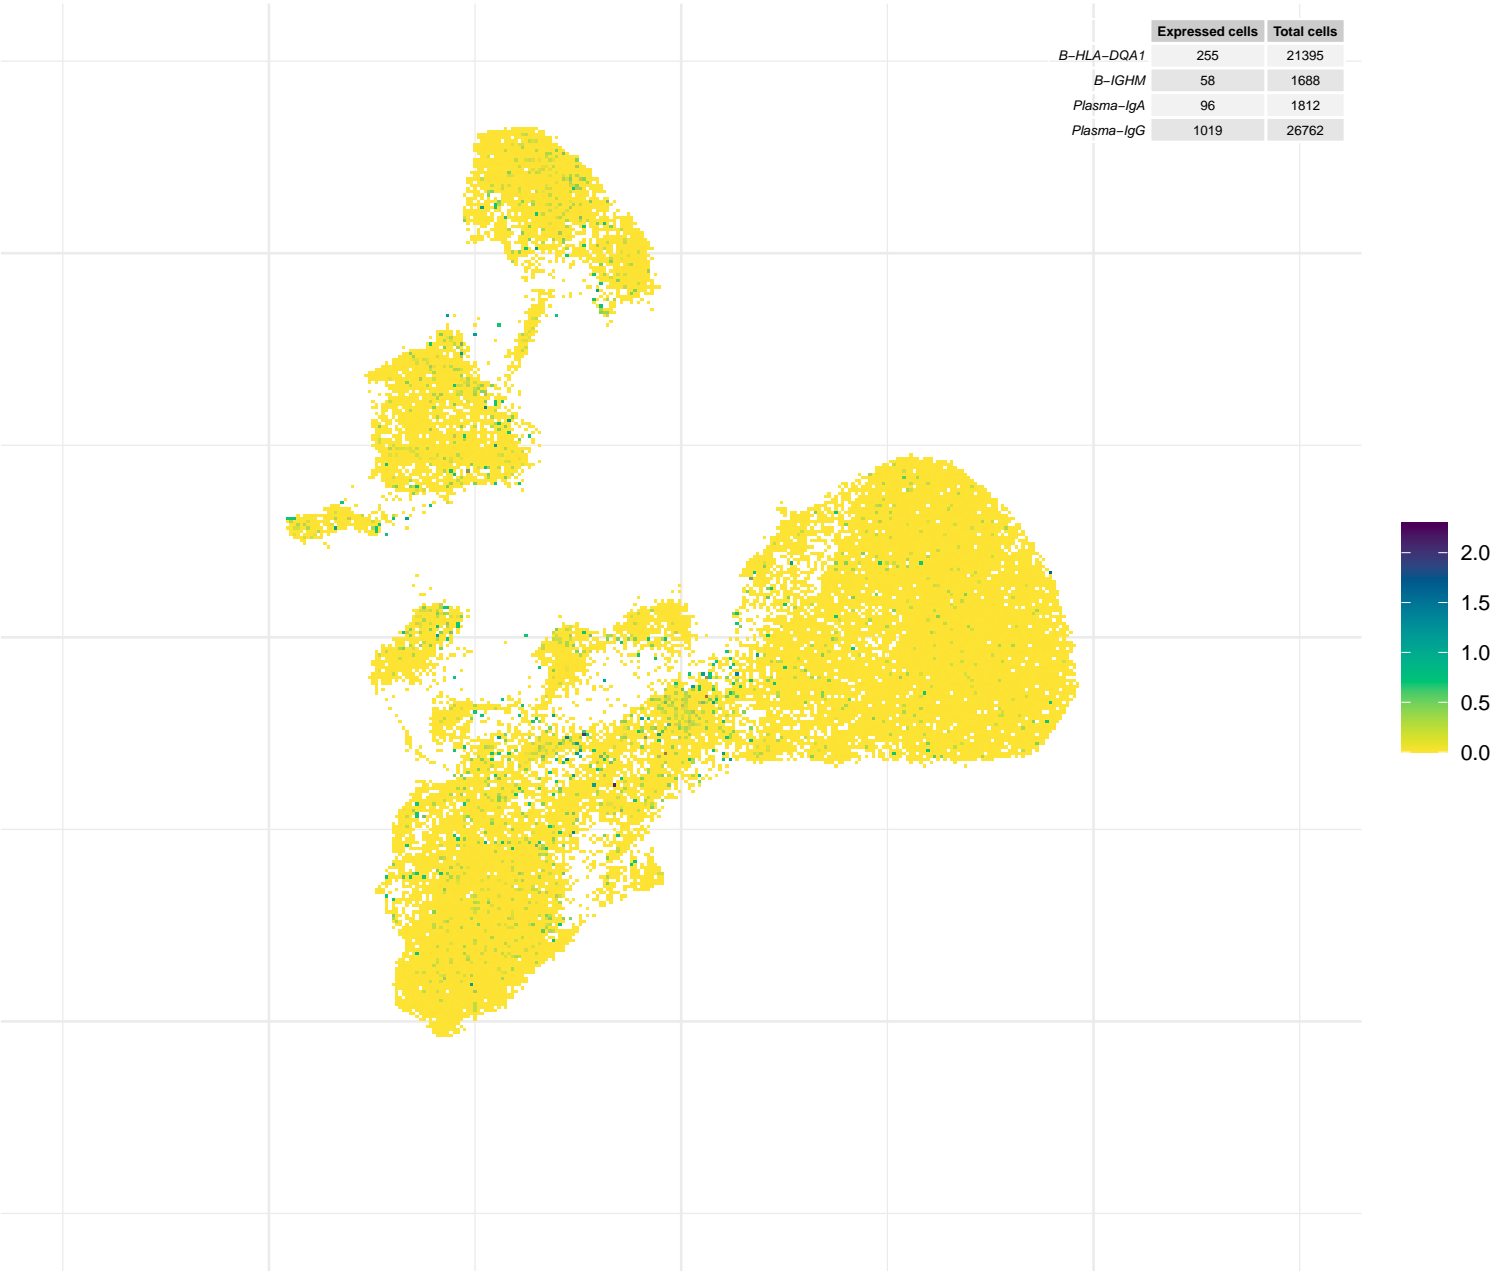 Expressed cells Total cells
B−HLA−DQA1 255 21395
B−IGHM 58 1688
Plasma−IgA 96 1812
Plasma−IgG 1019 26762
2.0
1.5
1.0
0.5
0.0